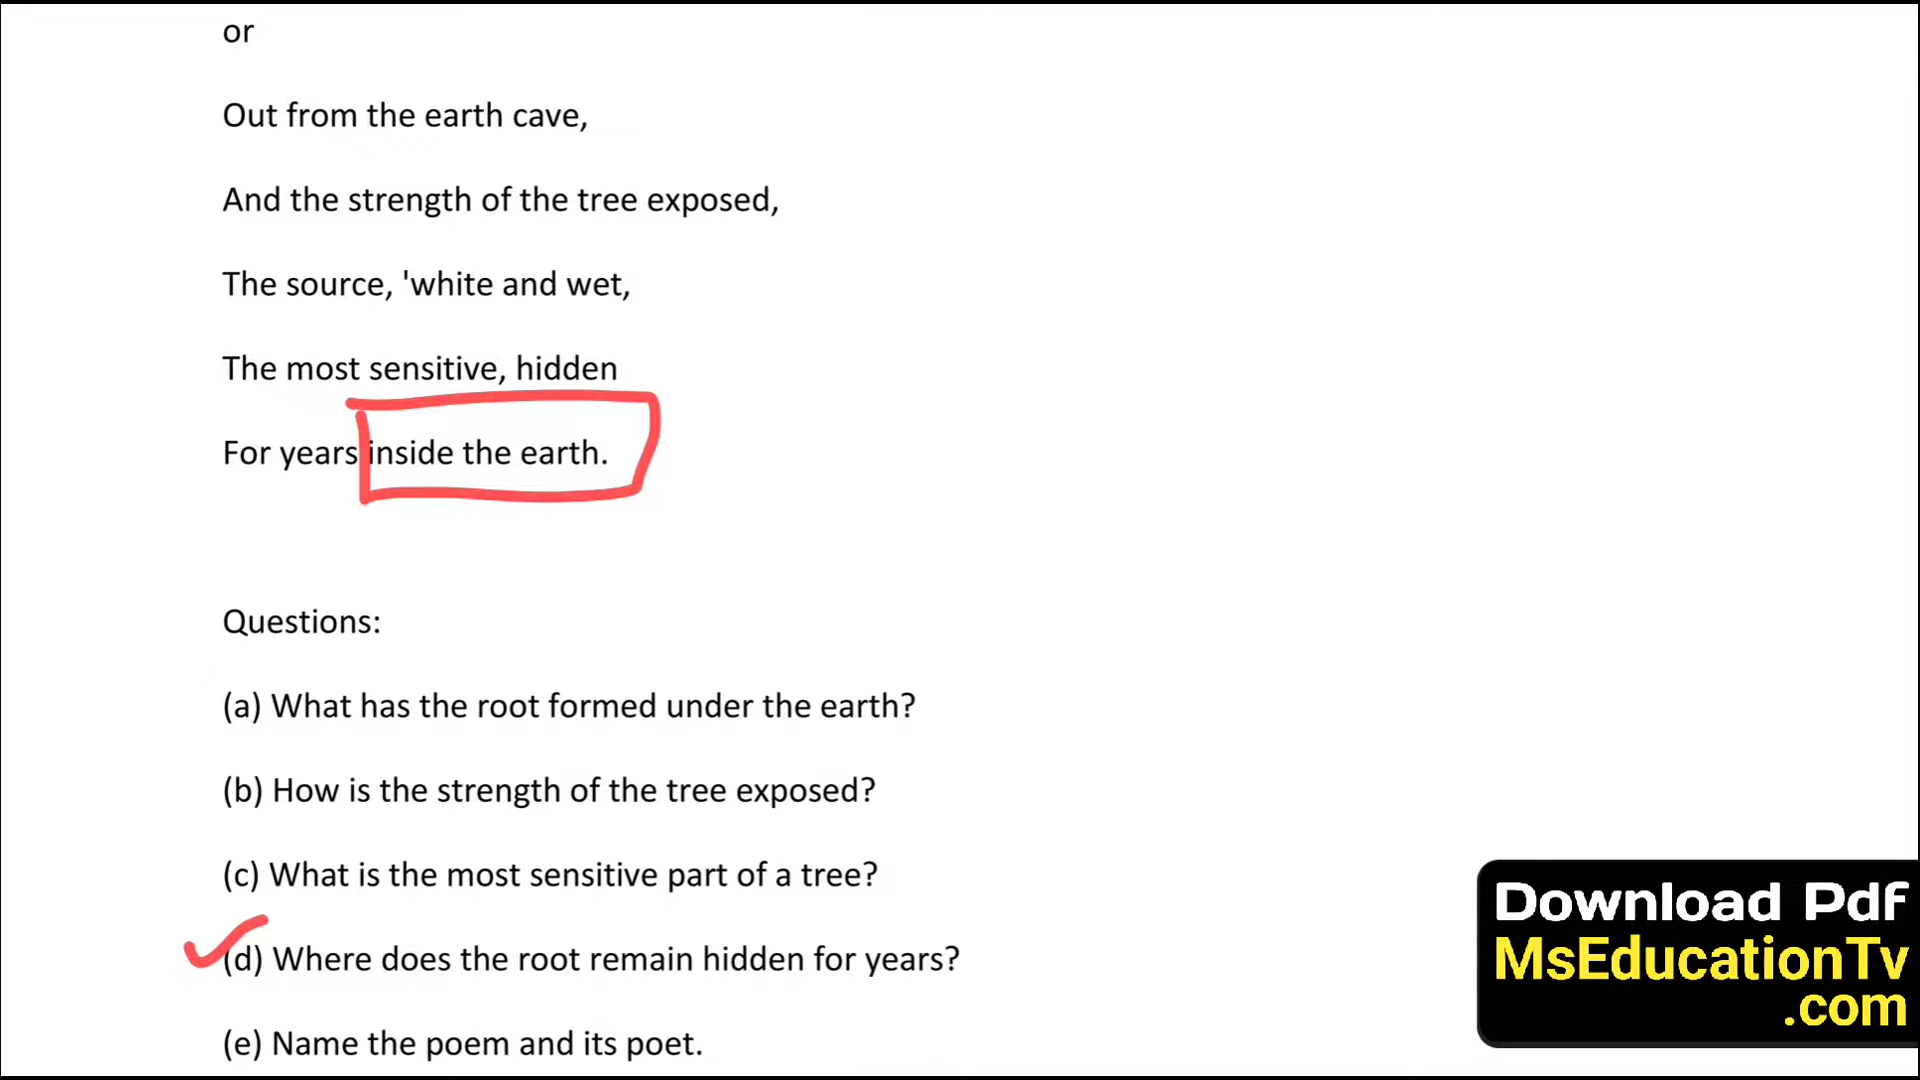 or
Out from the earth cave,
And the strength of the tree exposed,
The source, 'white and wet,
The most sensitive, hidden
For years inside the earth.
Questions:
(a) What has the root formed under the earth?
(b) How is the strength of the tree exposed?
(c) What is the most sensitive part of a tree?
(d) Where does the root remain hidden for years?
(e) Name the poem and its poet.
Download Pdf
MsEducationTv
.com